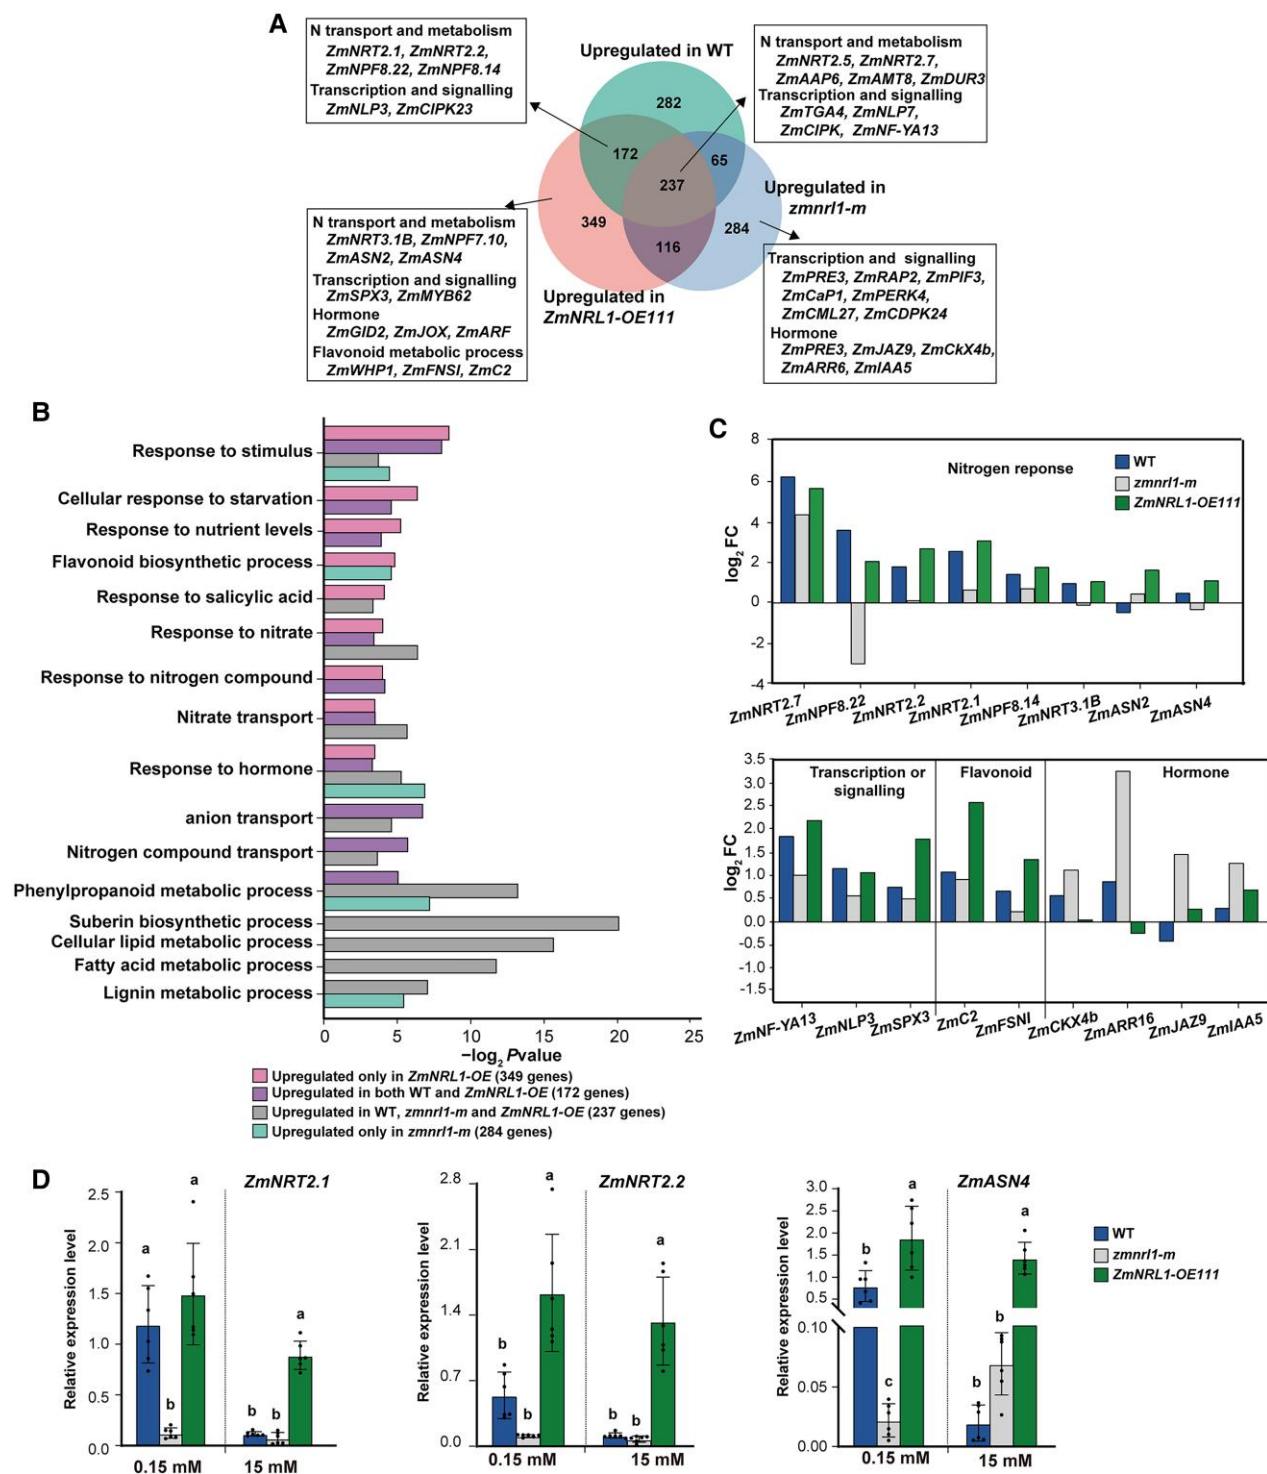 A
N transport and metabolism
ZmNRT2.1, ZmNRT2.2,
ZmNPF8.22, ZmNPF8.14
Transcription and signalling
ZmNLP3, ZmCIPK23
Upregulated in WT
N transport and metabolism
ZmNRT2.5, ZmNRT2.7,
ZmAAP6, ZmAMT8, ZmDUR3
Transcription and signalling
ZmTGA4, ZmNLP7,
ZmCIPK, ZmNF-YA13
282
172
65
237
349
116
284
Upregulated in
zmnrl1-m
Upregulated in
ZmNRL1-OE111
N transport and metabolism
ZmNRT3.1B, ZmNPF7.10,
ZmASN2, ZmASN4
Transcription and signalling
ZmSPX3, ZmMYB62
Hormone
ZmGID2, ZmJOX, ZmARF
Flavonoid metabolic process
ZmWHP1, ZmFNSI, ZmC2
Transcription and signalling
ZmPRE3, ZmRAP2, ZmPIF3,
ZmCaP1, ZmPERK4,
ZmCML27, ZmCDPK24
Hormone
ZmPRE3, ZmJAZ9, ZmCkX4b,
ZmARR6, ZmIAA5
B
Response to stimulus
Cellular response to starvation
Response to nutrient levels
Flavonoid biosynthetic process
Response to salicylic acid
Response to nitrate
Response to nitrogen compound
Nitrate transport
Response to hormone
anion transport
Nitrogen compound transport
Phenylpropanoid metabolic process
Suberin biosynthetic process
Cellular lipid metabolic process
Fatty acid metabolic process
Lignin metabolic process
0 5 10 15 20 25
−log2 Pvalue
Upregulated only in ZmNRL1-OE (349 genes)
Upregulated in both WT and ZmNRL1-OE (172 genes)
Upregulated in WT, zmnrl1-m and ZmNRL1-OE (237 genes)
Upregulated only in zmnrl1-m (284 genes)
C
Nitrogen reponse
WT
zmnrl1-m
ZmNRL1-OE111
log2 FC
8
6
4
2
0
-2
-4
ZmNRT2.7 ZmNPF8.22 ZmNRT2.2 ZmNRT2.1 ZmNPF8.14 ZmNRT3.1B ZmASN2 ZmASN4
Transcription or
signalling
Flavonoid
Hormone
log2 FC
3.5
3.0
2.5
2.0
1.5
1.0
0.5
0.0
-0.5
-1.0
-1.5
ZmNF-YA13 ZmNLP3 ZmSPX3 ZmC2 ZmFSNI ZmCKX4b ZmARR16 ZmJAZ9 ZmIAA5
D
ZmNRT2.1
Relative expression level
2.5
2.0
1.5
1.0
0.5
0.0
a b a b b a
0.15 mM 15 mM
ZmNRT2.2
Relative expression level
2.8
2.1
1.4
0.7
0.0
b b a b b a
0.15 mM 15 mM
ZmASN4
Relative expression level
3.0
2.5
2.0
1.5
1.0
0.5
0.10
0.05
0.00
b c a b b a
0.15 mM 15 mM
WT
zmnrl1-m
ZmNRL1-OE111